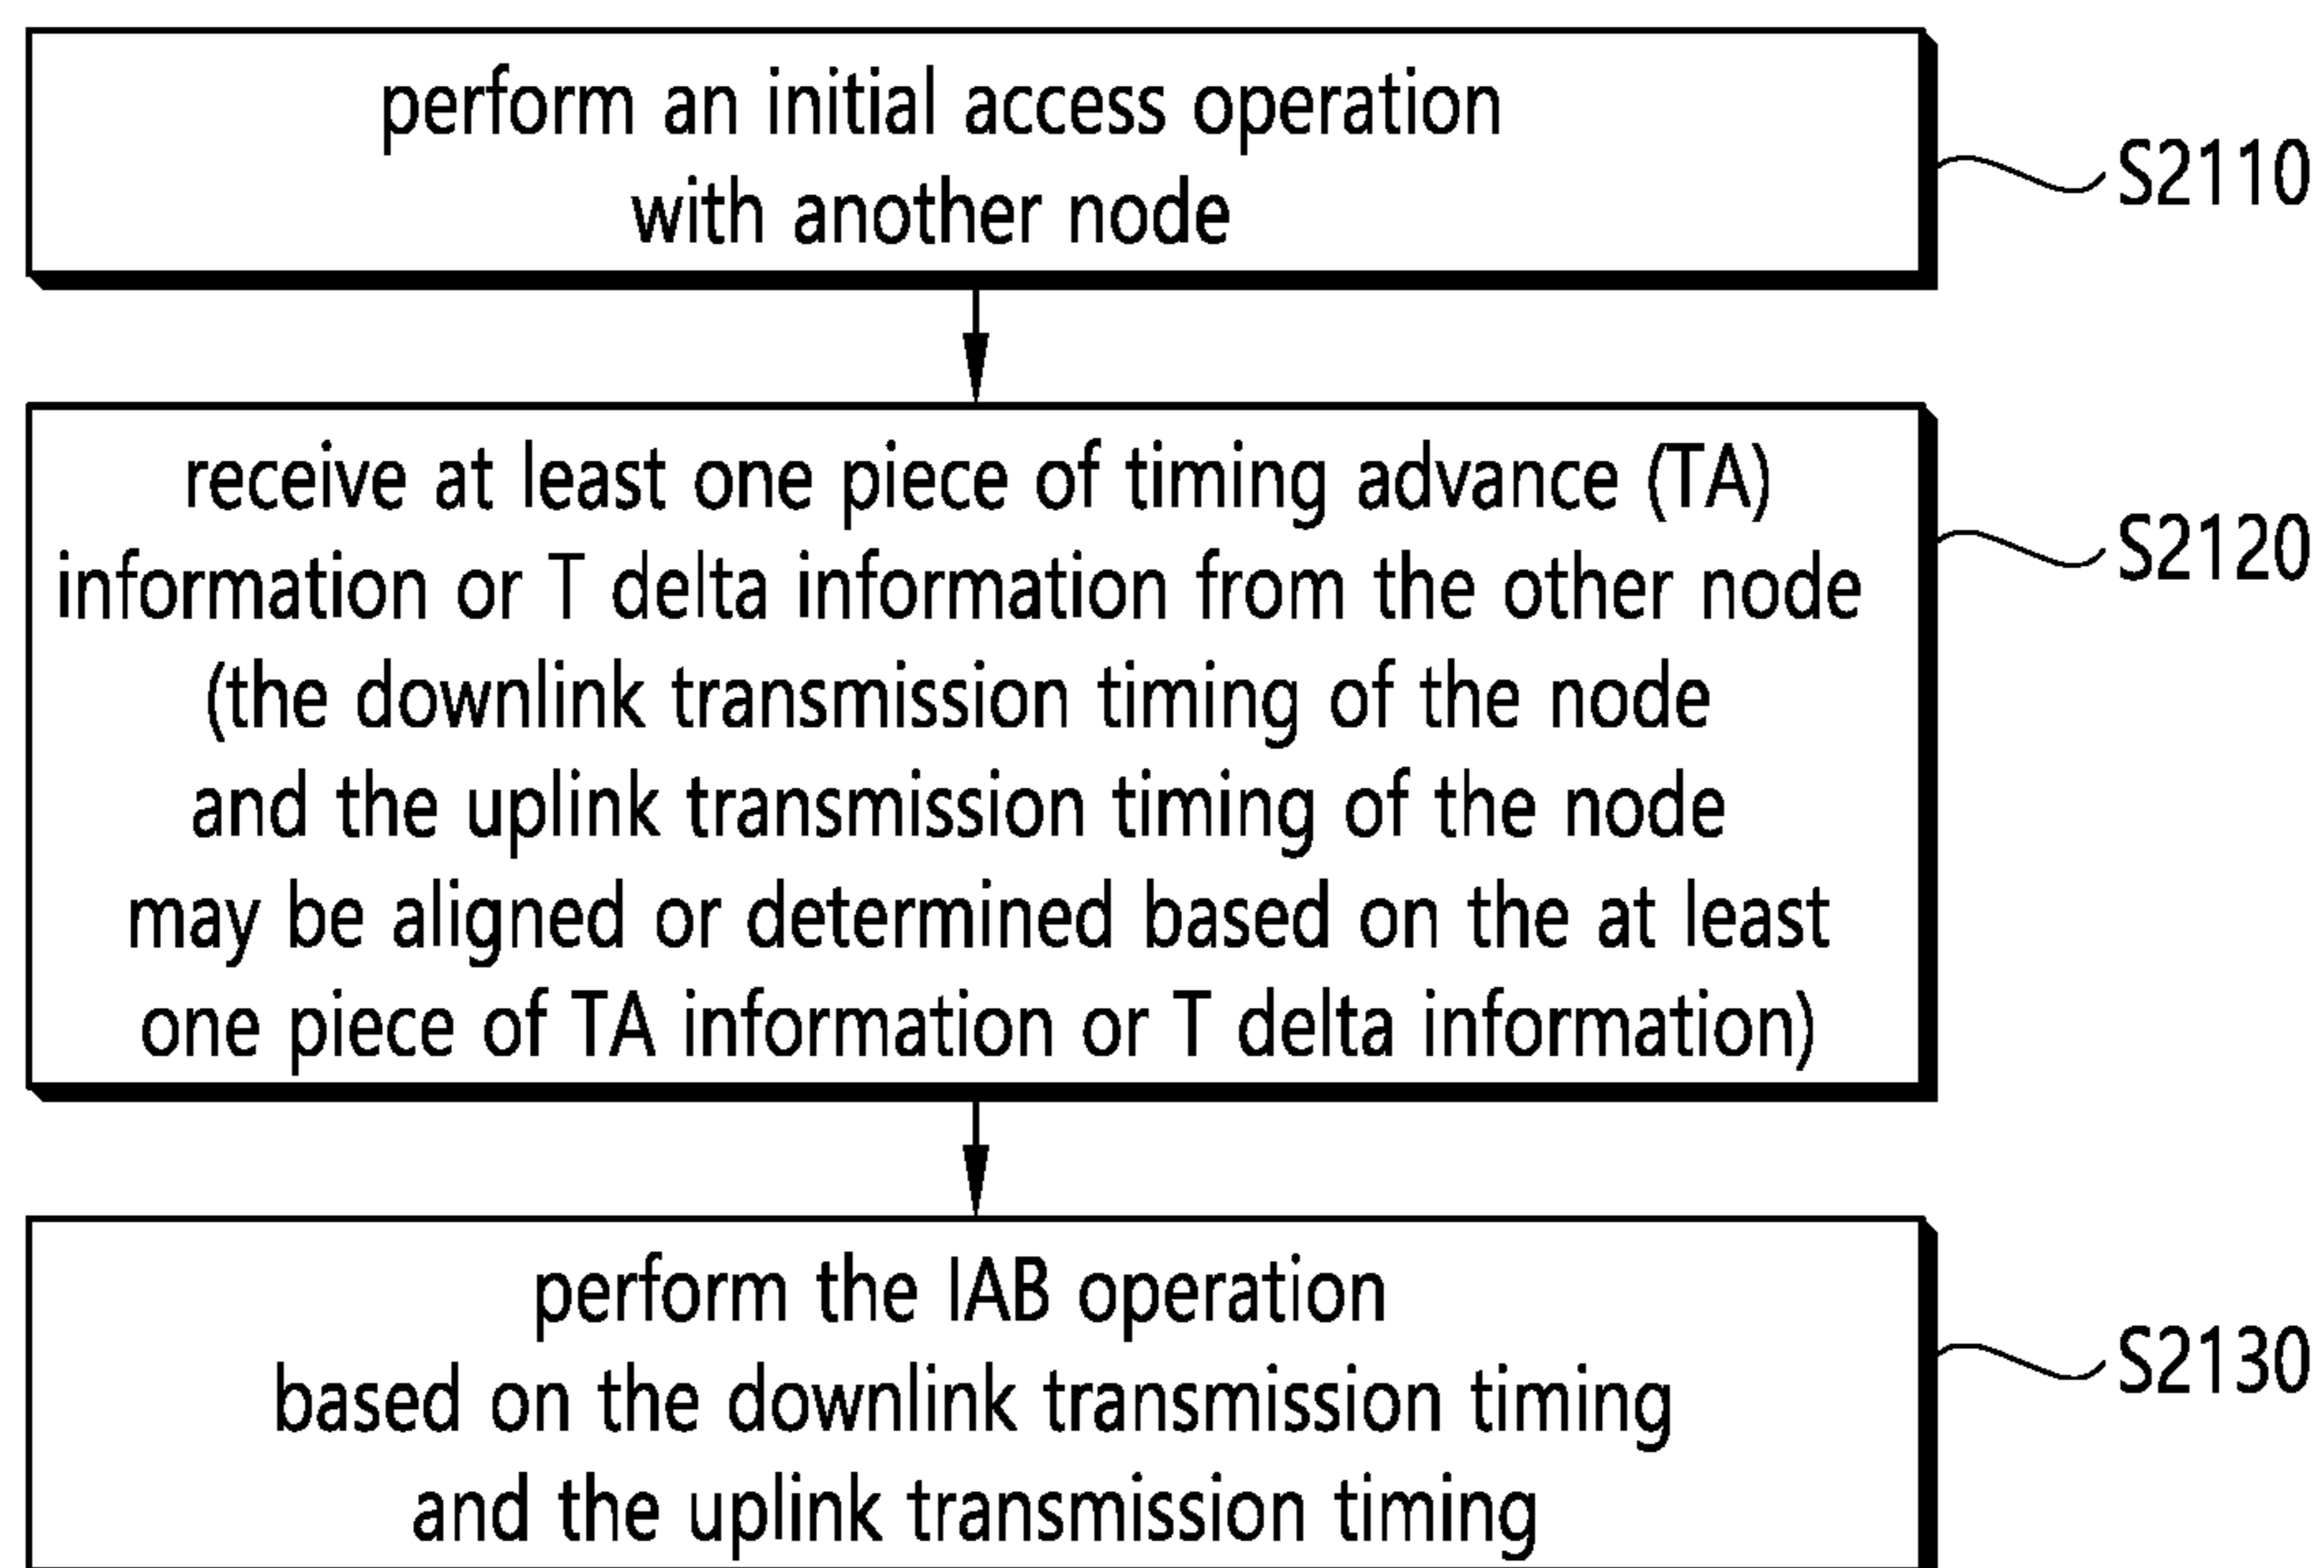 perform an initial access operation
with another node
S2110
receive at least one piece of timing advance (TA)
information or T delta information from the other node
(the downlink transmission timing of the node
and the uplink transmission timing of the node
may be aligned or determined based on the at least
one piece of TA information or T delta information)
S2120
perform the IAB operation
based on the downlink transmission timing
and the uplink transmission timing
S2130